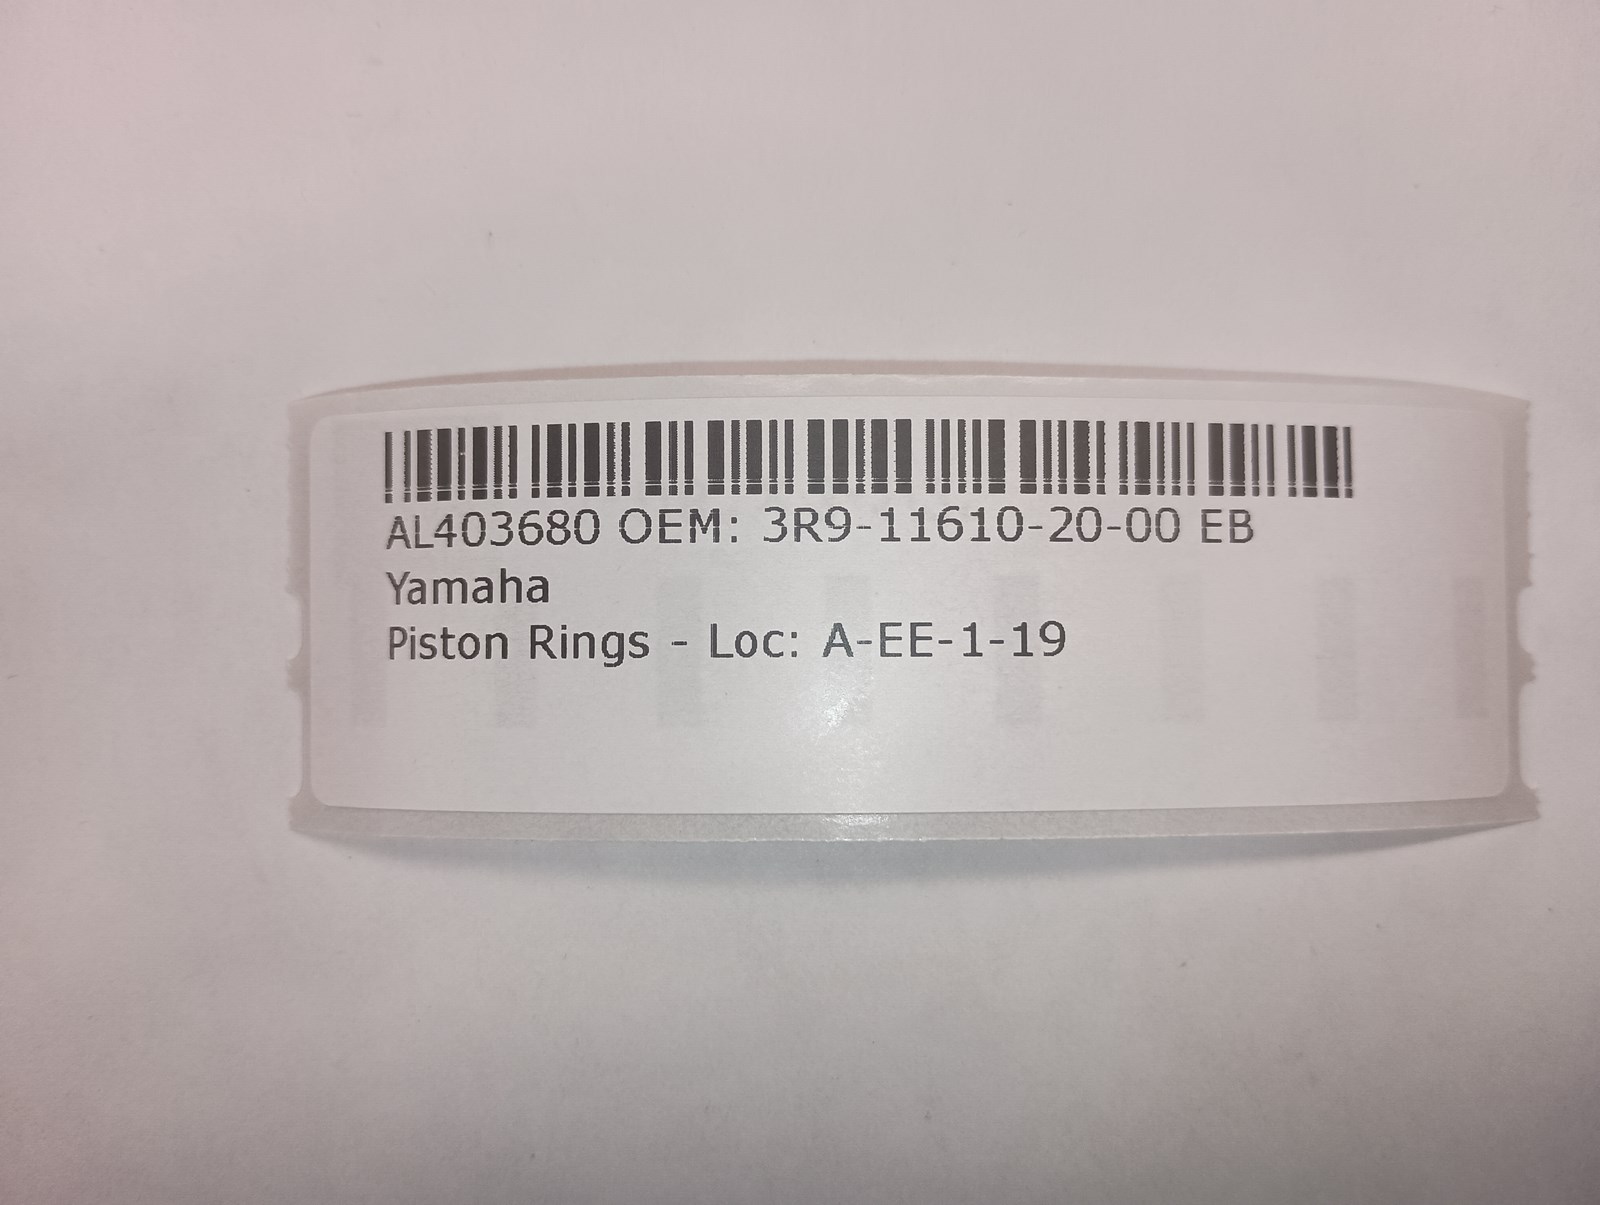 AL403680 OEM: 3R9-11610-20-00 EB
Yamaha
Piston Rings - Loc: A-EE-1-19